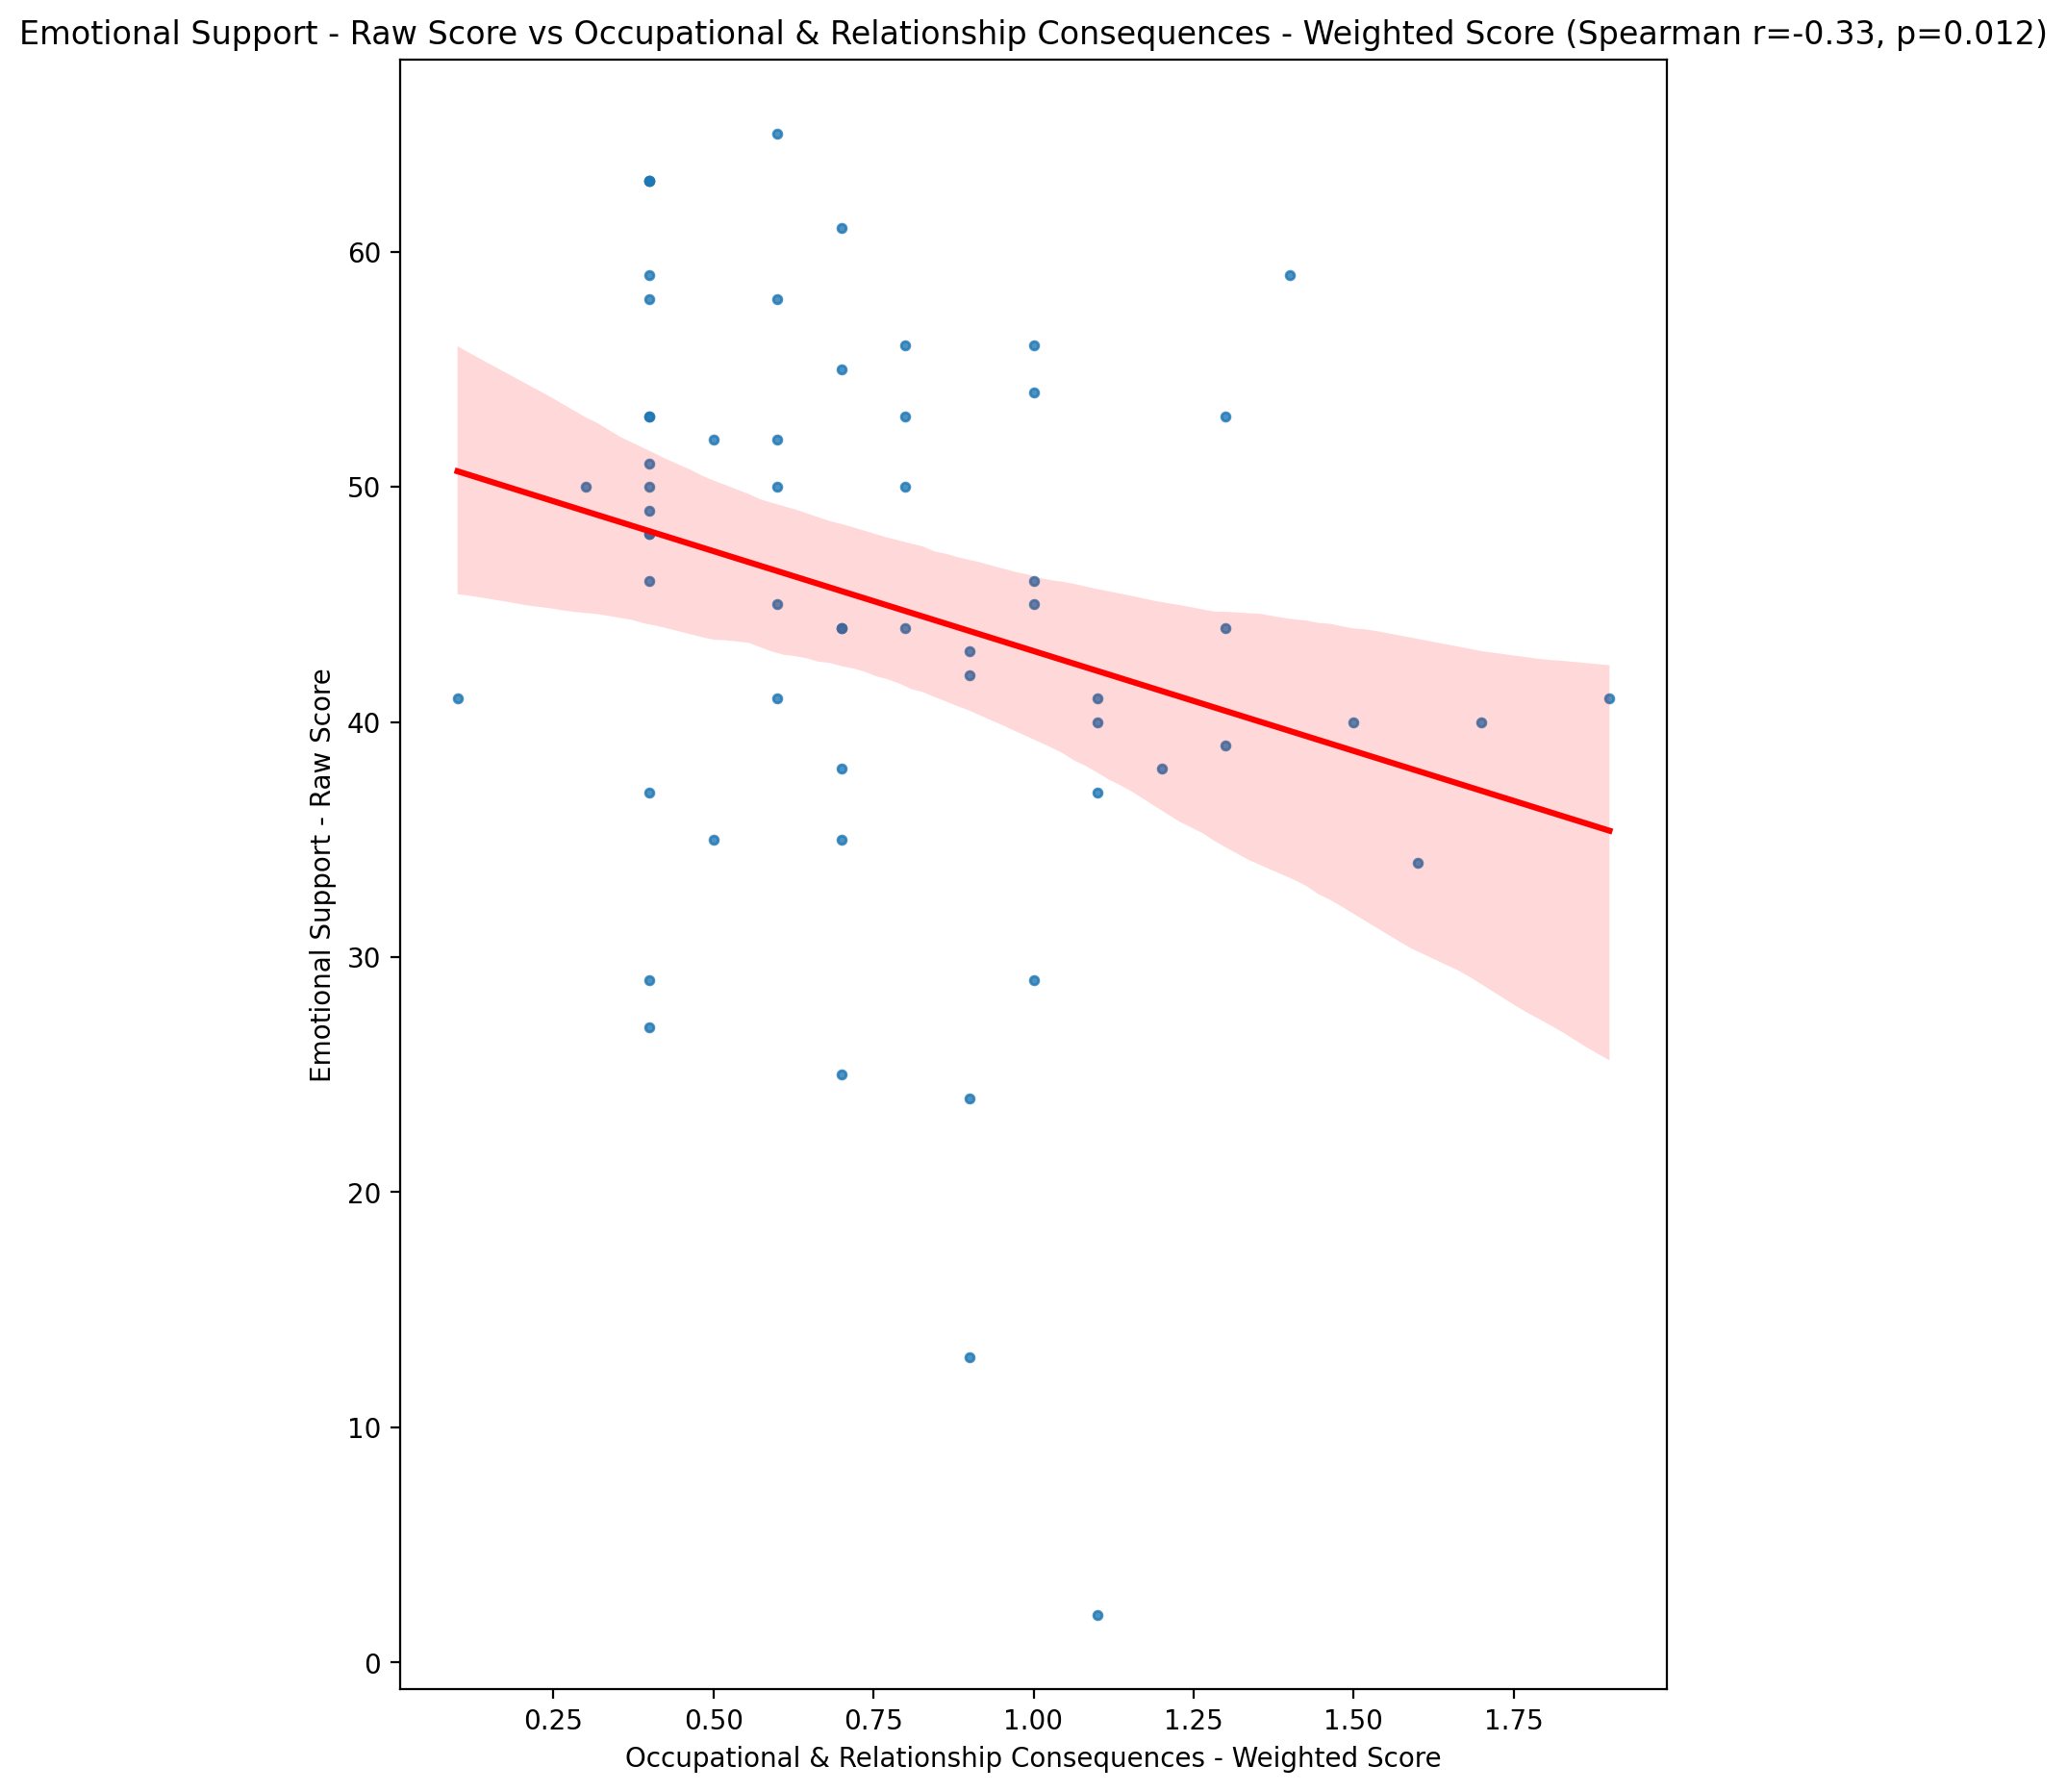 Emotional Support - Raw Score vs Occupational & Relationship Consequences - Weighted Score (Spearman r=-0.33, p=0.012)
Emotional Support - Raw Score
60
50
40
30
20
10
0
0.25 0.50 0.75 1.00 1.25 1.50 1.75
Occupational & Relationship Consequences - Weighted Score